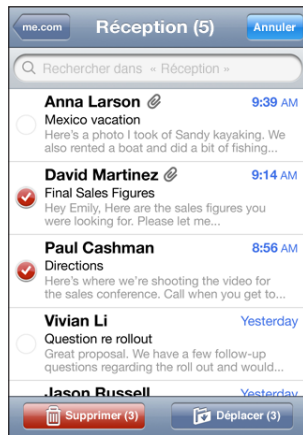 me.com
Réception (5)
Annuler
Rechercher dans « Réception »
Anna Larson 9:39 AM
Mexico vacation
Here's a photo I took of Sandy kayaking. We
also rented a boat and did a bit of fishing...
David Martinez 9:14 AM
Final Sales Figures
Hey Emily, Here are the sales figures you
were looking for. Please let me...
Paul Cashman 8:56 AM
Directions
Here's where we're shooting the video for
the sales conference. Call when you get to...
Vivian Li Yesterday
Question re rollout
Great proposal. We have a few follow-up
questions regarding the roll out and would...
Jason Russell Yesterday
Supprimer (3)
Déplacer (3)